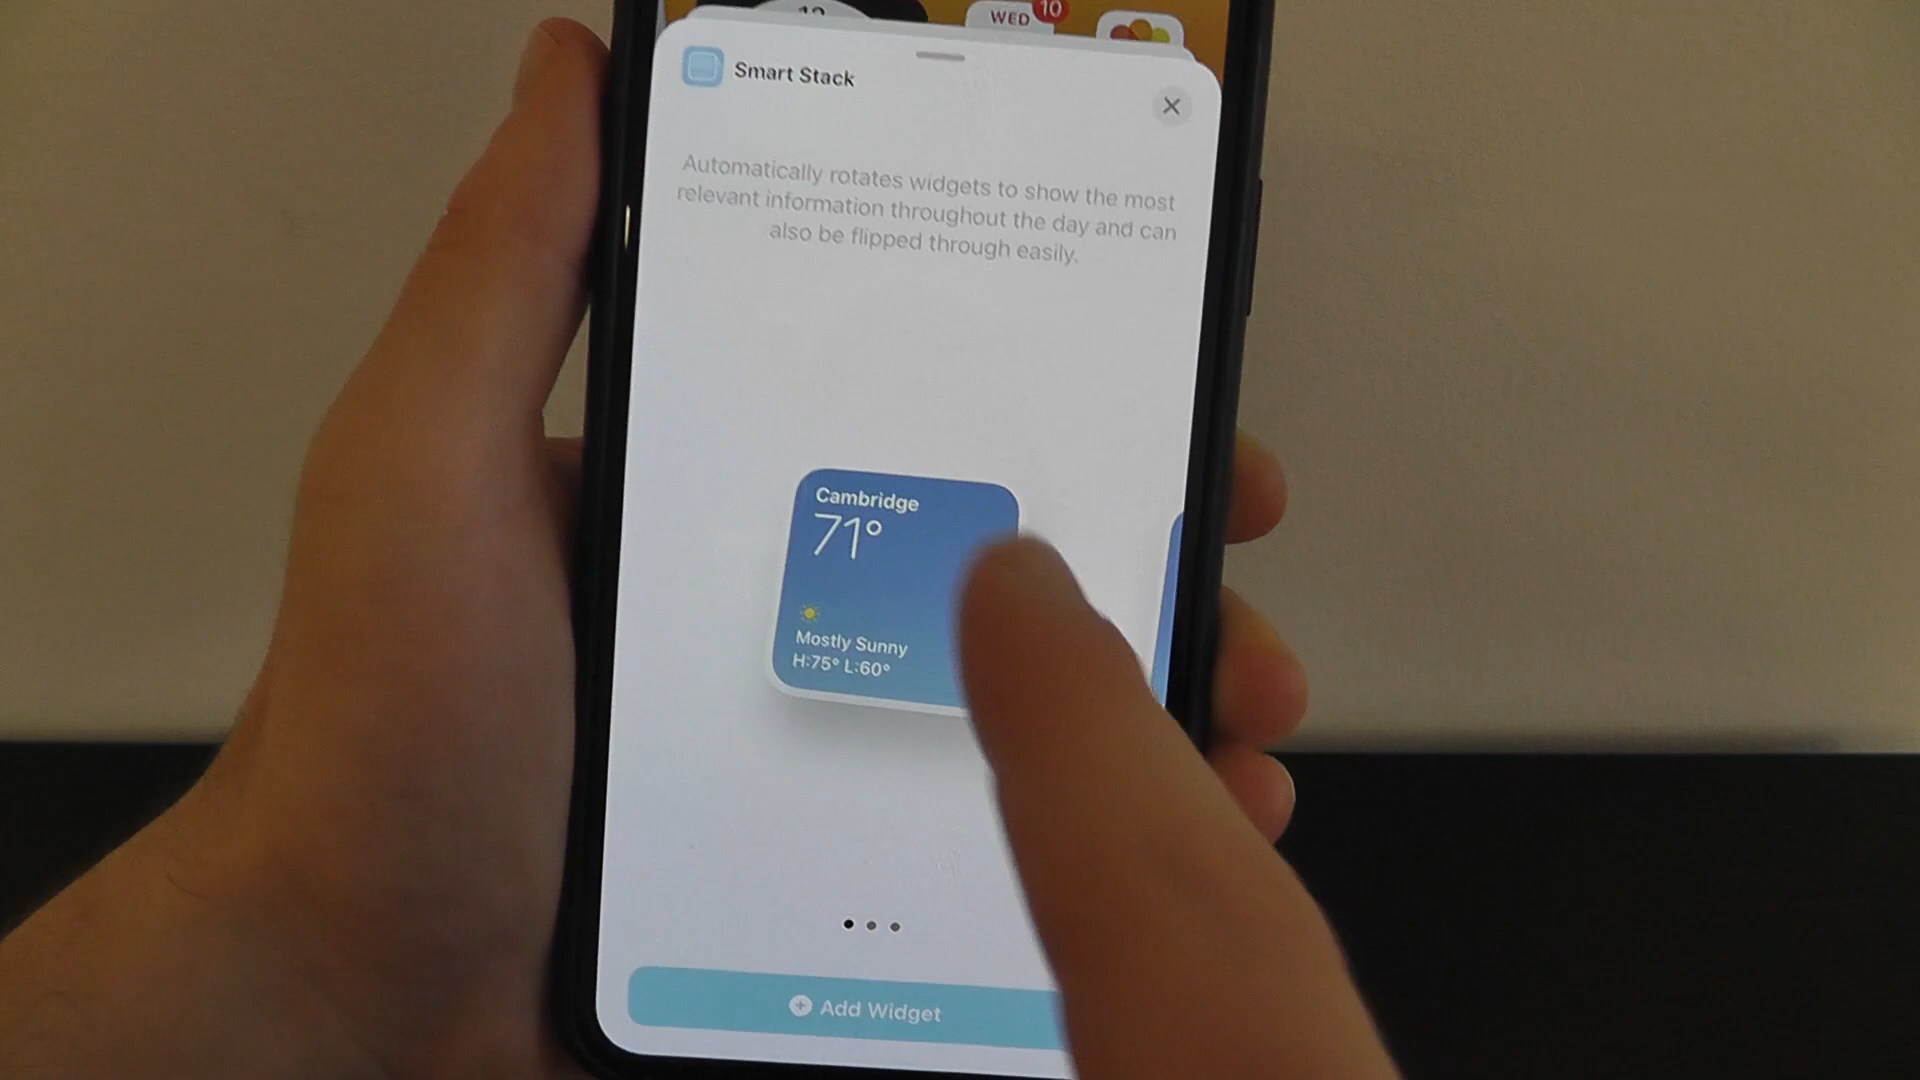 WED
10
Smart Stack
Automatically rotates widgets to show the most
relevant information throughout the day and can
also be flipped through easily.
Cambridge
71°
Mostly Sunny
H:75° L:60°
Add Widget